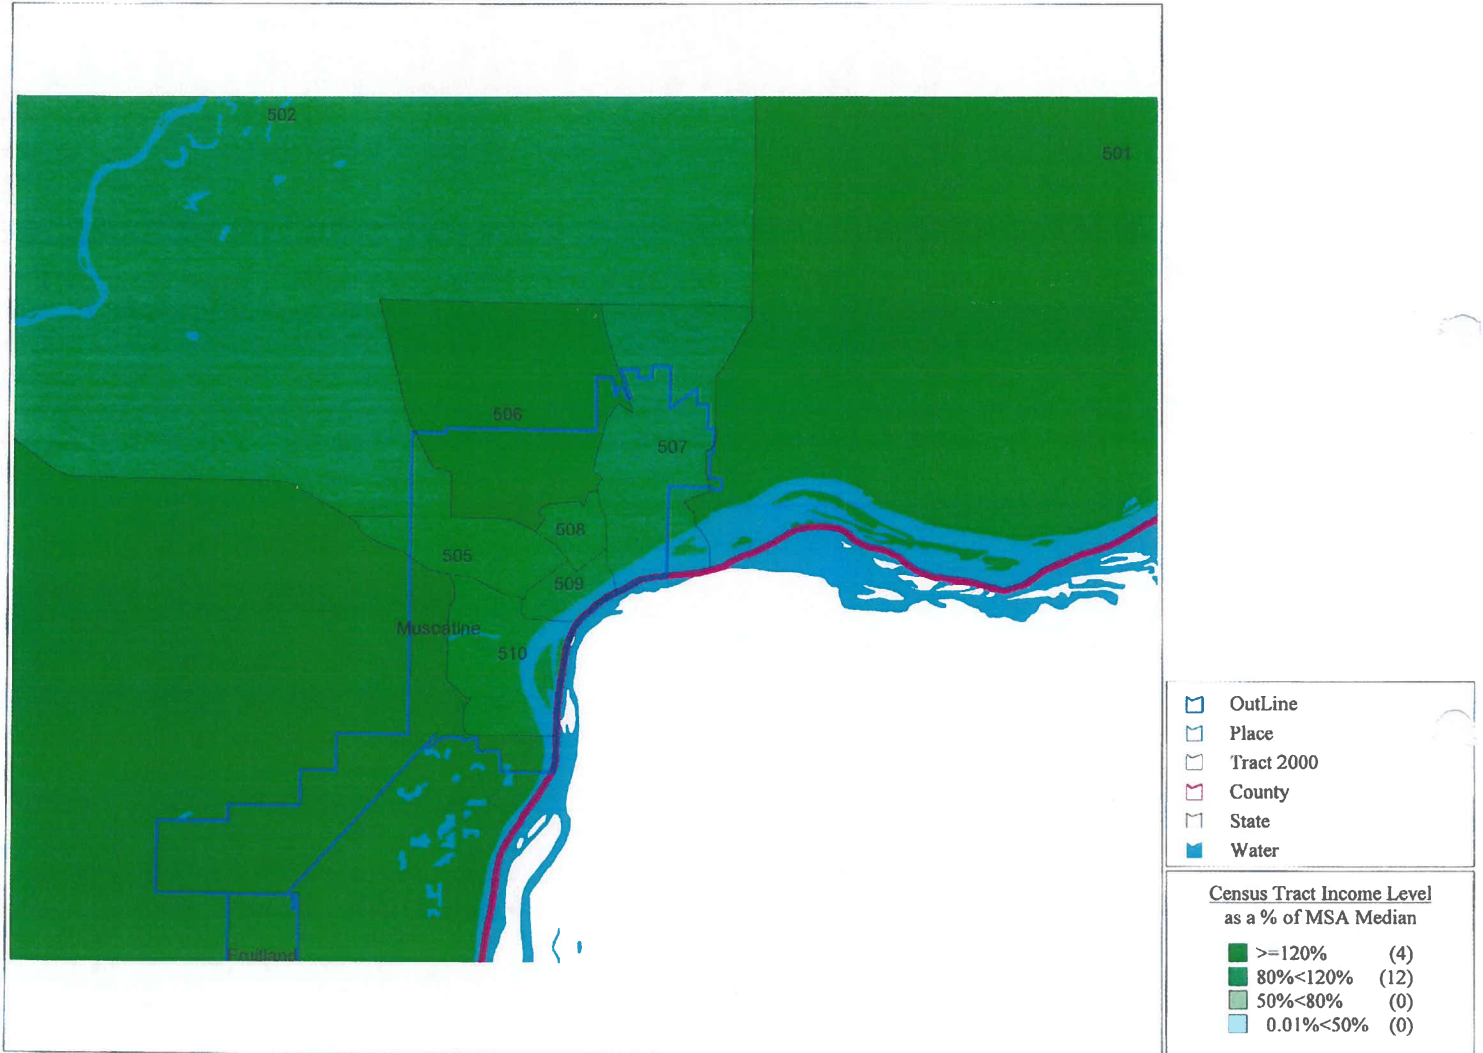 502
501
506
507
508
505
509
Muscatine
510
Fruitland
OutLine
Place
Tract 2000
County
State
Water
Census Tract Income Level
as a % of MSA Median
>=120% (4)
80%<120% (12)
50%<80% (0)
0.01%<50% (0)